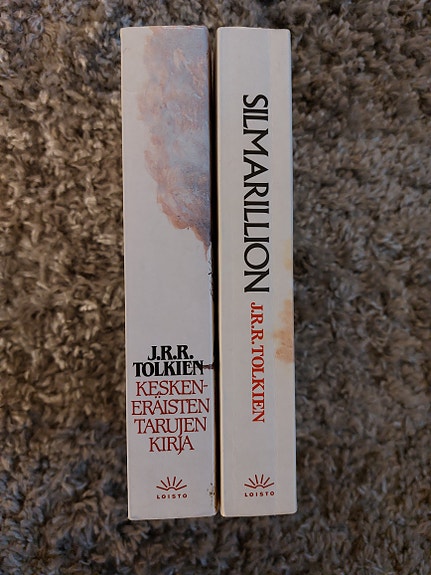 J.R.R.
TOLKIEN
KESKEN-
ERÄISTEN
TARUJEN
KIRJA
LOISTO
SILMARILLION
J.R.R. TOLKIEN
LOISTO